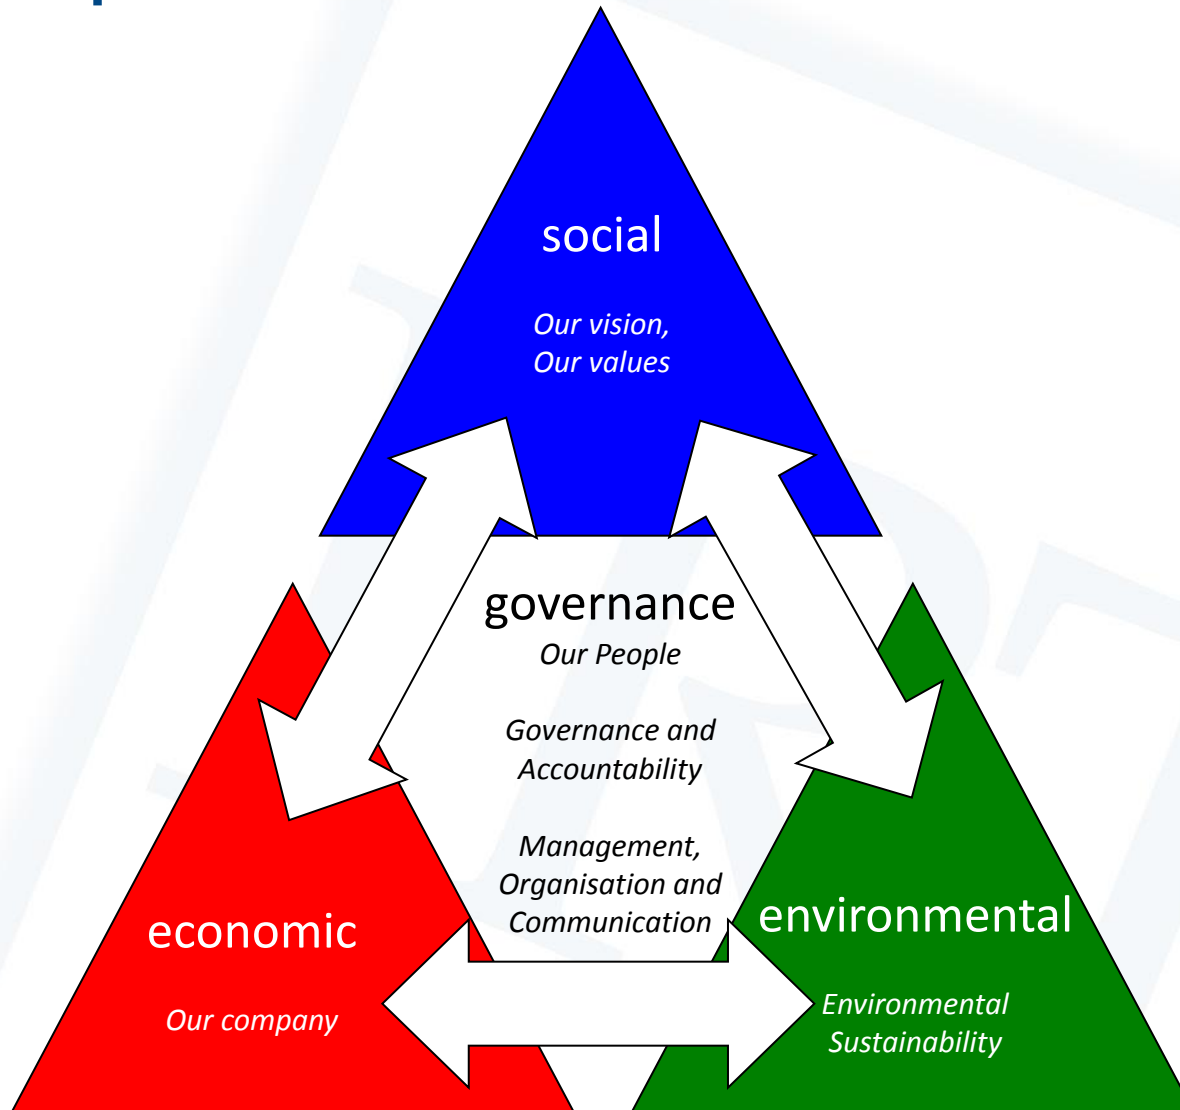 social
Our vision,
Our values
governance
Our People
Governance and
Accountability
Management,
Organisation and
Communication
economic
Our company
environmental
Environmental
Sustainability